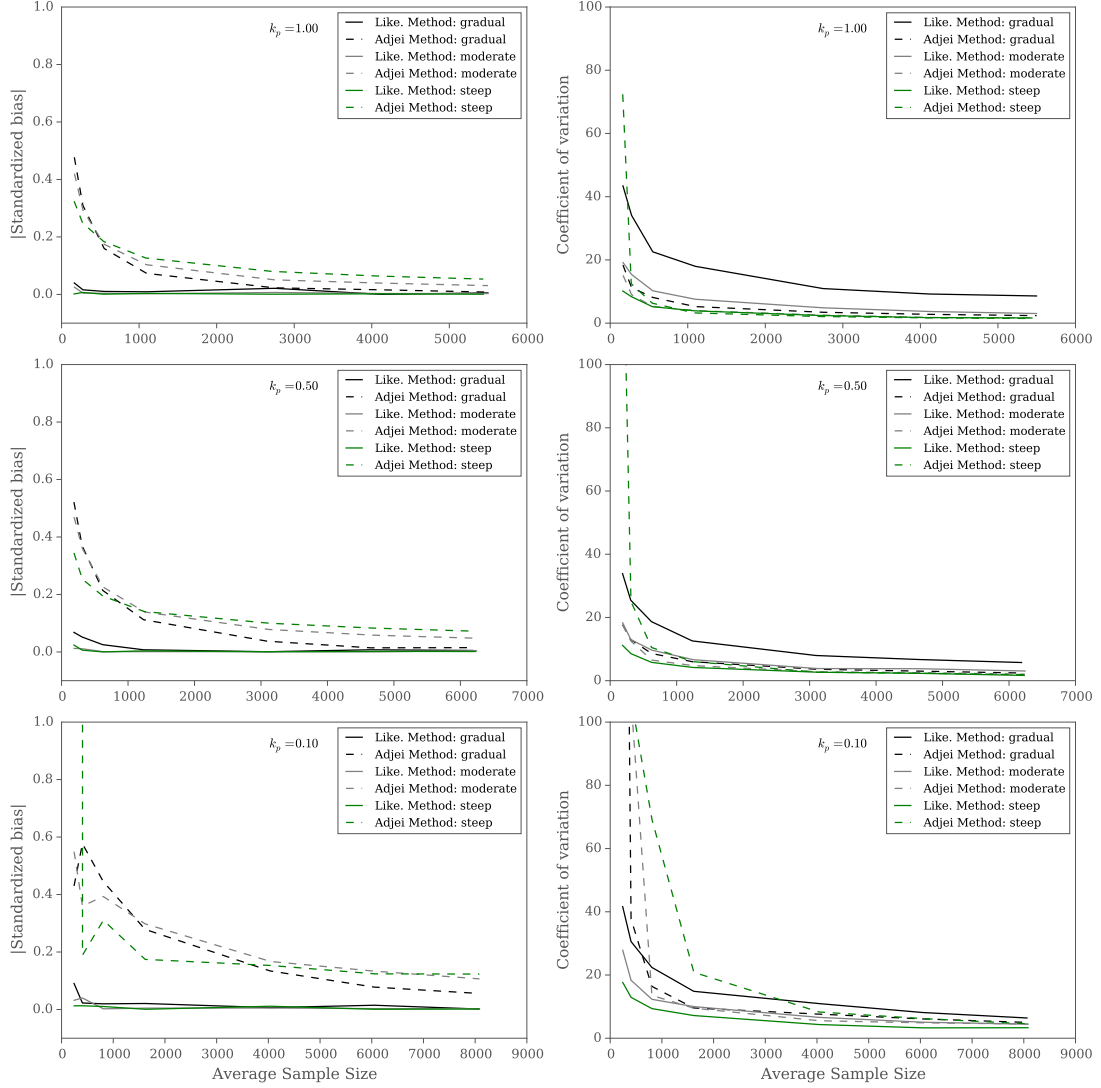 |Standardized bias|
1.0
0.8
0.6
0.4
0.2
0.0
0 1000 2000 3000 4000 5000 6000
k_p =1.00
Like. Method: gradual
Adjei Method: gradual
Like. Method: moderate
Adjei Method: moderate
Like. Method: steep
Adjei Method: steep
Coefficient of variation
100
80
60
40
20
0
0 1000 2000 3000 4000 5000 6000
k_p =1.00
Like. Method: gradual
Adjei Method: gradual
Like. Method: moderate
Adjei Method: moderate
Like. Method: steep
Adjei Method: steep
|Standardized bias|
1.0
0.8
0.6
0.4
0.2
0.0
0 1000 2000 3000 4000 5000 6000 7000
k_p =0.50
Like. Method: gradual
Adjei Method: gradual
Like. Method: moderate
Adjei Method: moderate
Like. Method: steep
Adjei Method: steep
Coefficient of variation
100
80
60
40
20
0
0 1000 2000 3000 4000 5000 6000 7000
k_p =0.50
Like. Method: gradual
Adjei Method: gradual
Like. Method: moderate
Adjei Method: moderate
Like. Method: steep
Adjei Method: steep
|Standardized bias|
1.0
0.8
0.6
0.4
0.2
0.0
0 1000 2000 3000 4000 5000 6000 7000 8000 9000
Average Sample Size
k_p =0.10
Like. Method: gradual
Adjei Method: gradual
Like. Method: moderate
Adjei Method: moderate
Like. Method: steep
Adjei Method: steep
Coefficient of variation
100
80
60
40
20
0
0 1000 2000 3000 4000 5000 6000 7000 8000 9000
Average Sample Size
k_p =0.10
Like. Method: gradual
Adjei Method: gradual
Like. Method: moderate
Adjei Method: moderate
Like. Method: steep
Adjei Method: steep